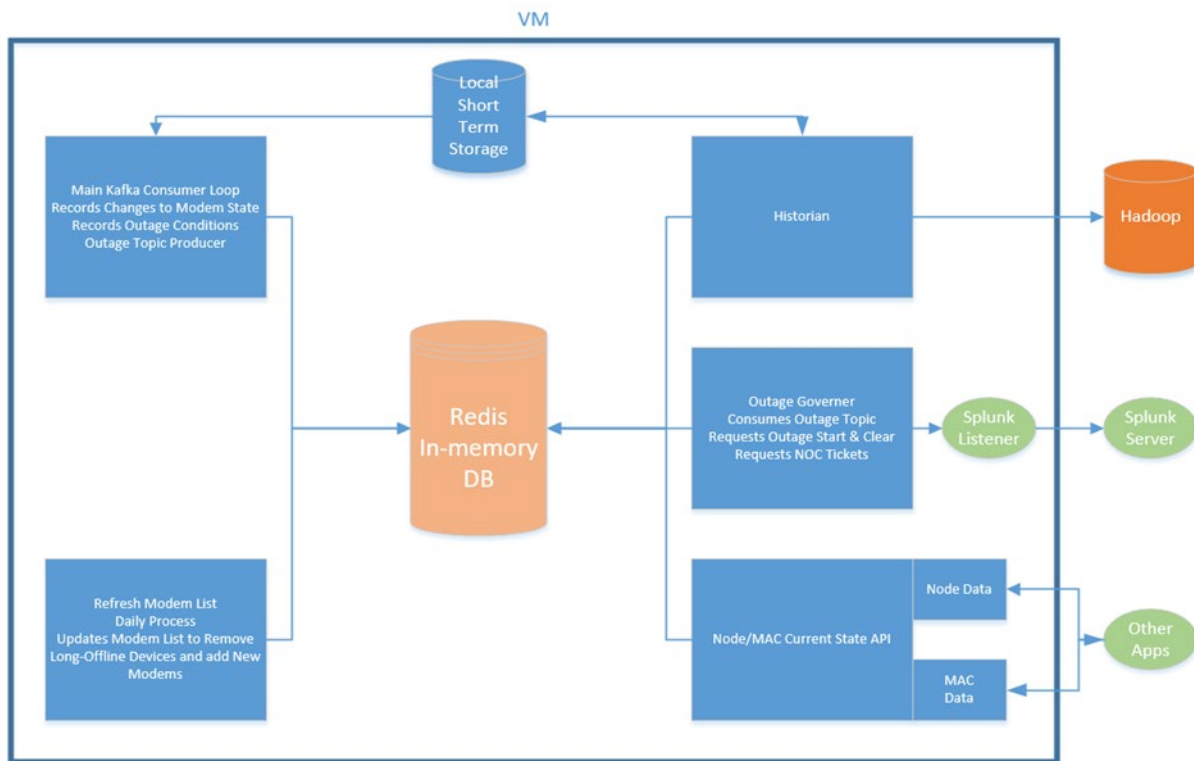 VM
Local
Short
Term
Storage
Main Kafka Consumer Loop
Records Changes to Modem State
Records Outage Conditions
Outage Topic Producer
Historian
Hadoop
Redis
In-memory
DB
Outage Governer
Consumes Outage Topic
Requests Outage Start & Clear
Requests NOC Tickets
Splunk
Listener
Splunk
Server
Refresh Modem List
Daily Process
Updates Modem List to Remove
Long-Offline Devices and add New
Modems
Node/MAC Current State API
Node Data
MAC
Data
Other
Apps